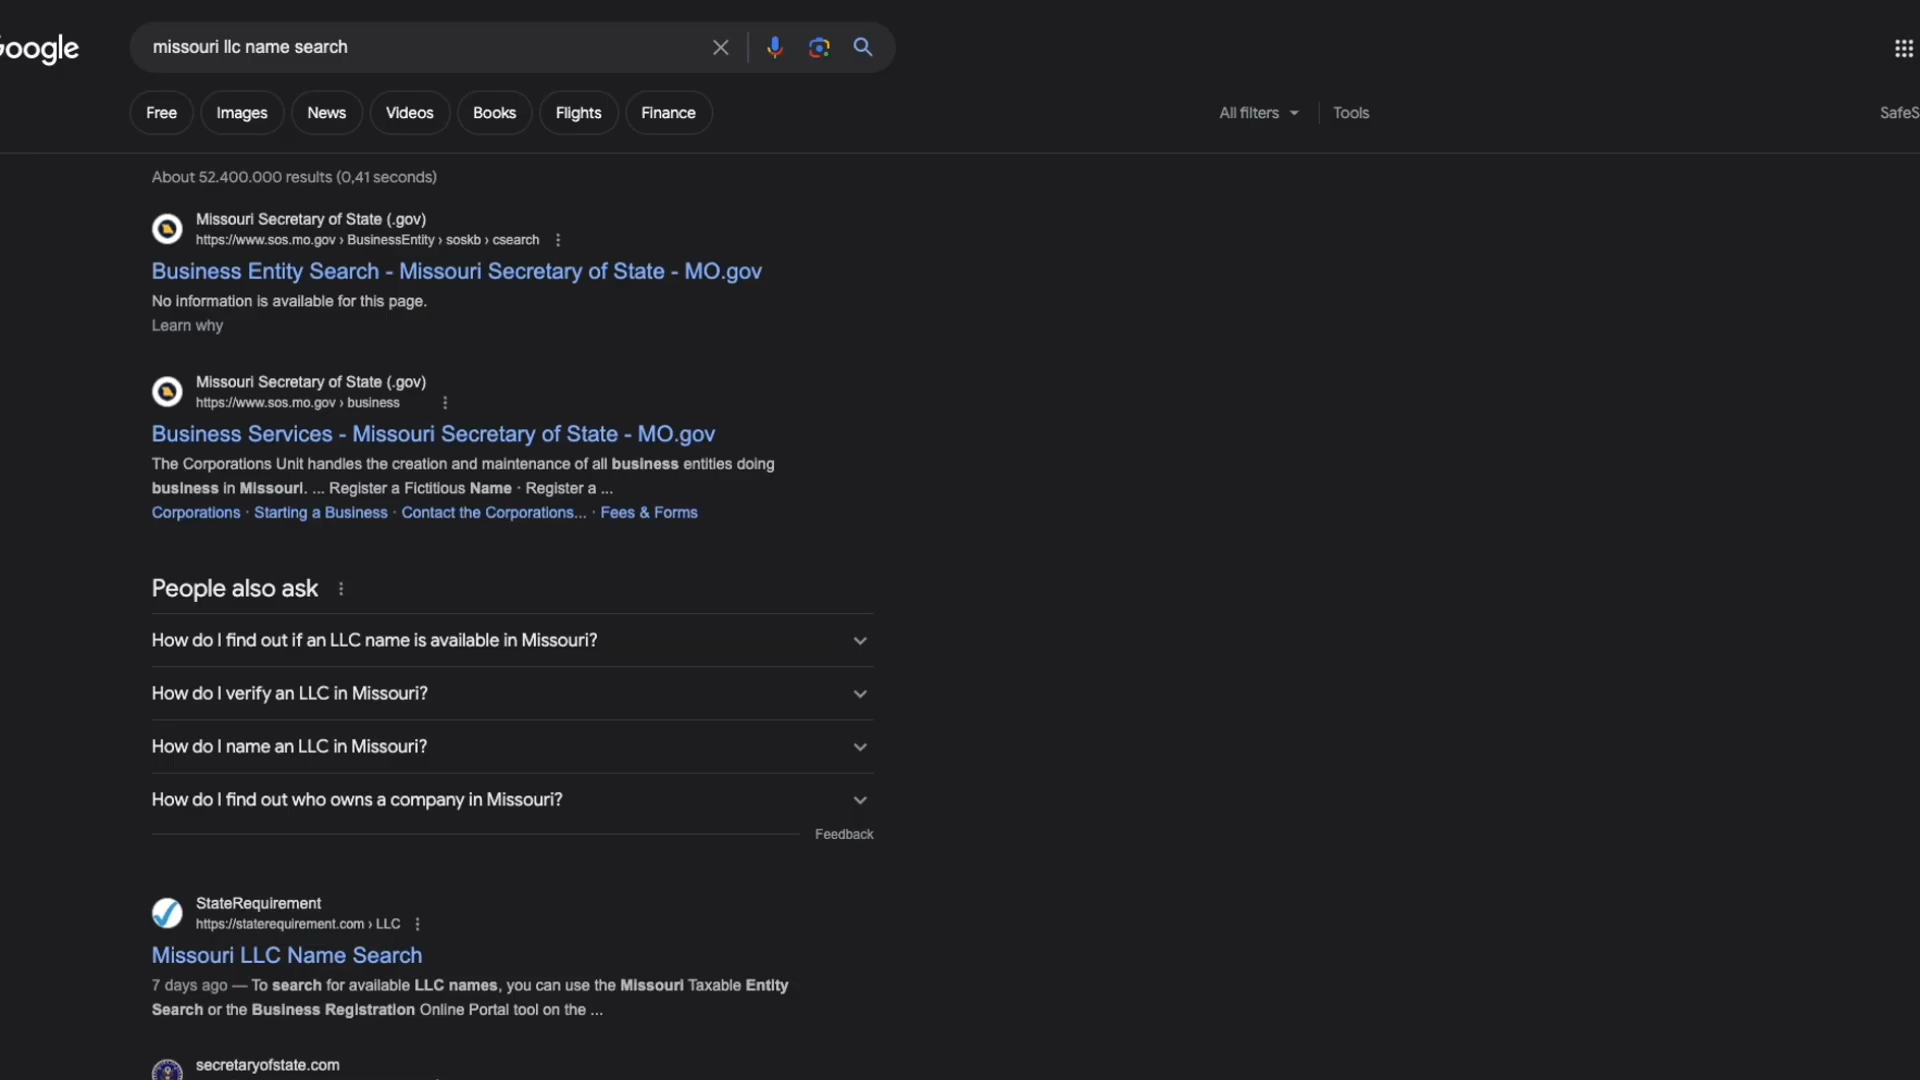 Google
missouri llc name search
Free
Images
News
Videos
Books
Flights
Finance
All filters
Tools
SafeS
About 52.400.000 results (0,41 seconds)
Missouri Secretary of State (.gov)
https://www.sos.mo.gov › BusinessEntity › soskb › csearch
Business Entity Search - Missouri Secretary of State - MO.gov
No information is available for this page.
Learn why
Missouri Secretary of State (.gov)
https://www.sos.mo.gov › business
Business Services - Missouri Secretary of State - MO.gov
The Corporations Unit handles the creation and maintenance of all business entities doing
business in Missouri. ... Register a Fictitious Name · Register a ...
Corporations · Starting a Business · Contact the Corporations... · Fees & Forms
People also ask
How do I find out if an LLC name is available in Missouri?
How do I verify an LLC in Missouri?
How do I name an LLC in Missouri?
How do I find out who owns a company in Missouri?
Feedback
StateRequirement
https://staterequirement.com › LLC
Missouri LLC Name Search
7 days ago — To search for available LLC names, you can use the Missouri Taxable Entity
Search or the Business Registration Online Portal tool on the ...
secretaryofstate.com